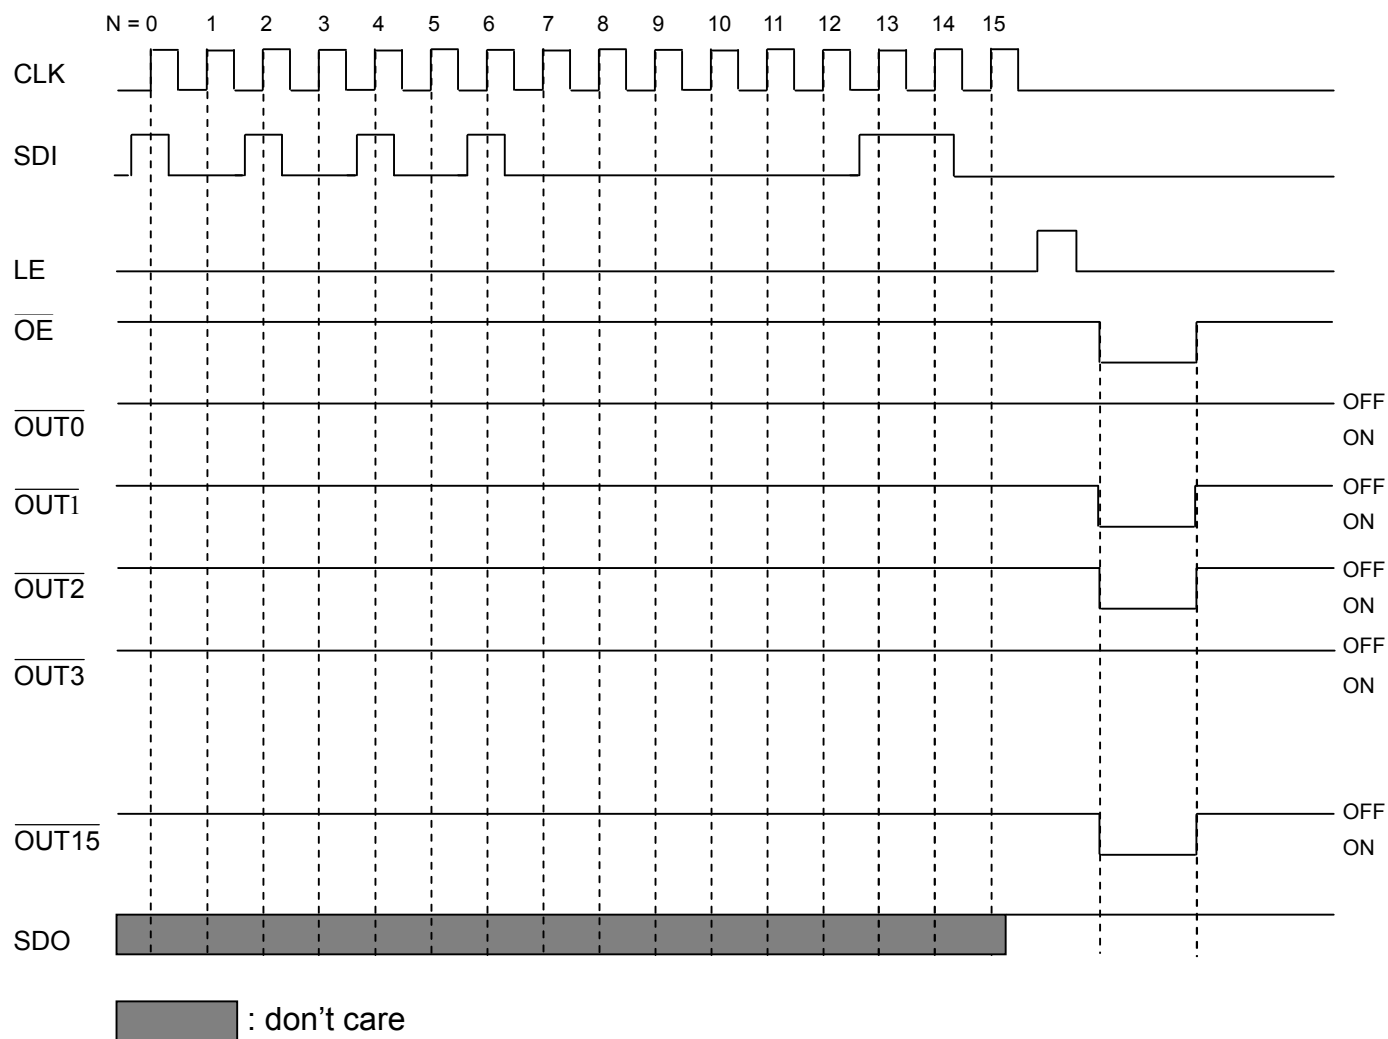 N = 0 1 2 3 4 5 6 7 8 9 10 11 12 13 14 15
CLK
SDI
LE
OE
OUT0
OFF
ON
OUT1
OFF
ON
OUT2
OFF
ON
OUT3
OFF
ON
OUT15
OFF
ON
SDO
: don't care